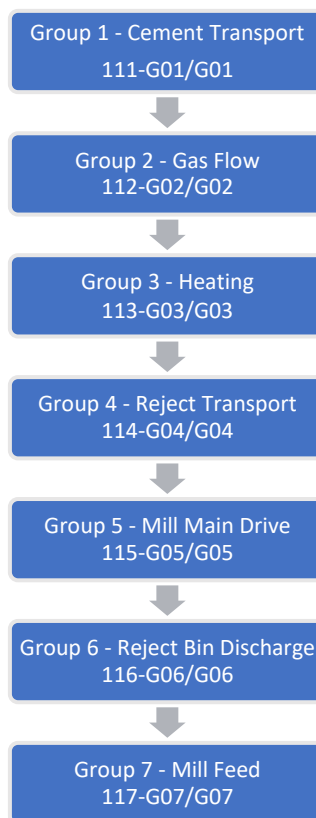 Group 1 - Cement Transport
111-G01/G01
Group 2 - Gas Flow
112-G02/G02
Group 3 - Heating
113-G03/G03
Group 4 - Reject Transport
114-G04/G04
Group 5 - Mill Main Drive
115-G05/G05
Group 6 - Reject Bin Discharge
116-G06/G06
Group 7 - Mill Feed
117-G07/G07